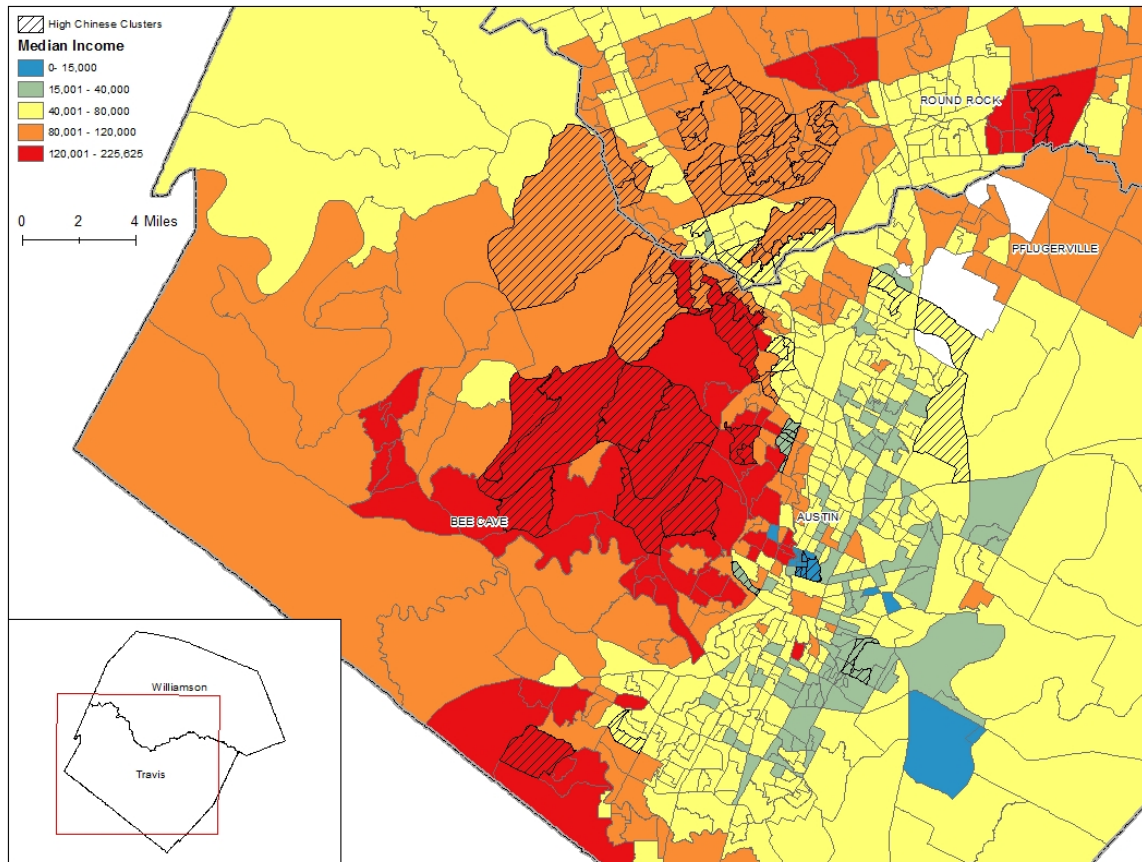 High Chinese Clusters
Median Income
0- 15,000
15,001 - 40,000
40,001 - 80,000
80,001 - 120,000
120,001 - 225,625
0 2 4 Miles
ROUND ROCK
PFLUGERVILLE
BEE CAVE
AUSTIN
Williamson
Travis